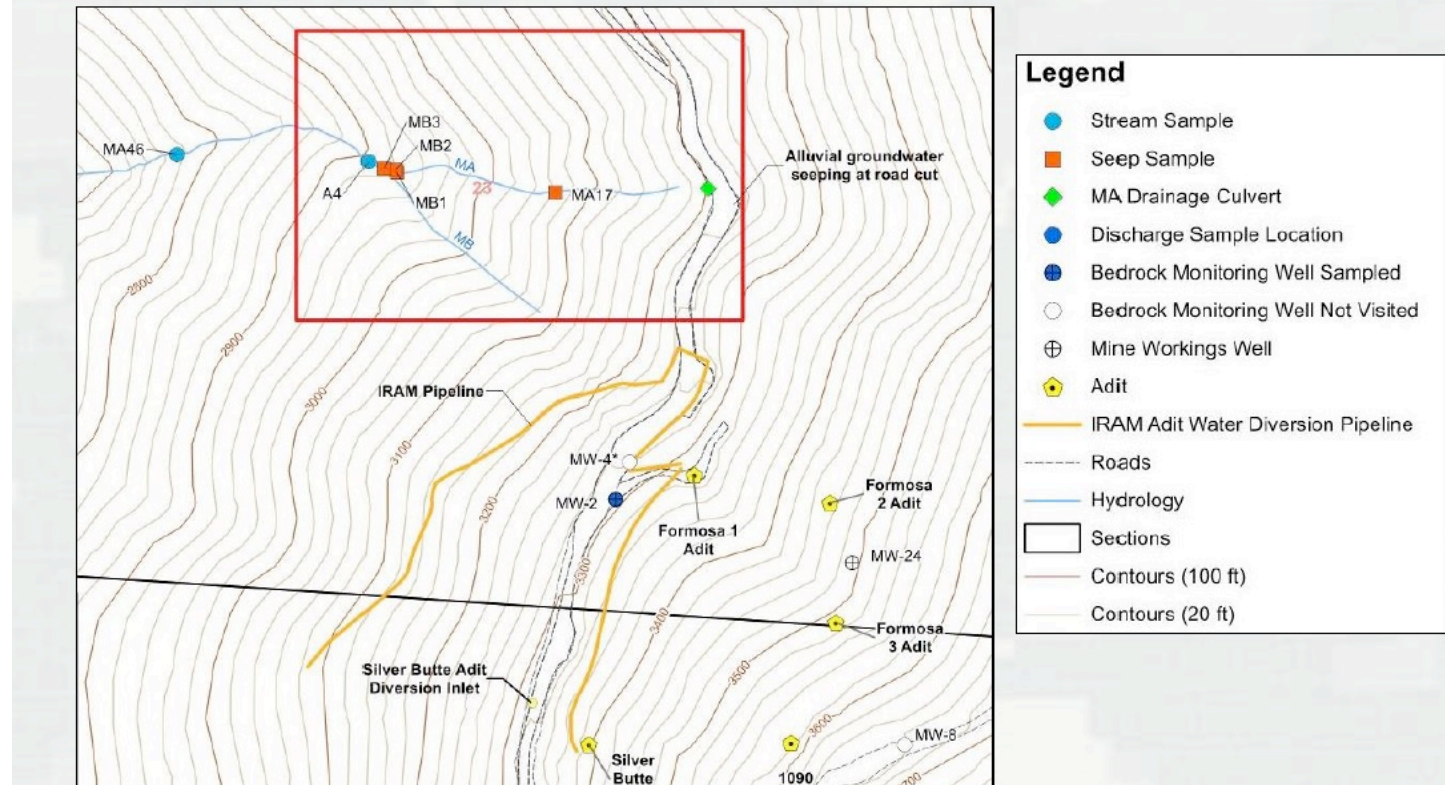 MB3
MA46
MB2
MA
Alluvial groundwater
seeping at road cut
A4
23
MA17
MB1
MB
2800
2900
IRAM Pipeline
3000
3100
MW-4*
3200
MW-2
Formosa 1
Adit
Formosa
2 Adit
MW-24
3300
3400
Formosa
3 Adit
Silver Butte Adit
Diversion Inlet
3500
3600
MW-8
Silver
Butte
1090
Legend
Stream Sample
Seep Sample
MA Drainage Culvert
Discharge Sample Location
Bedrock Monitoring Well Sampled
Bedrock Monitoring Well Not Visited
Mine Workings Well
Adit
IRAM Adit Water Diversion Pipeline
Roads
Hydrology
Sections
Contours (100 ft)
Contours (20 ft)